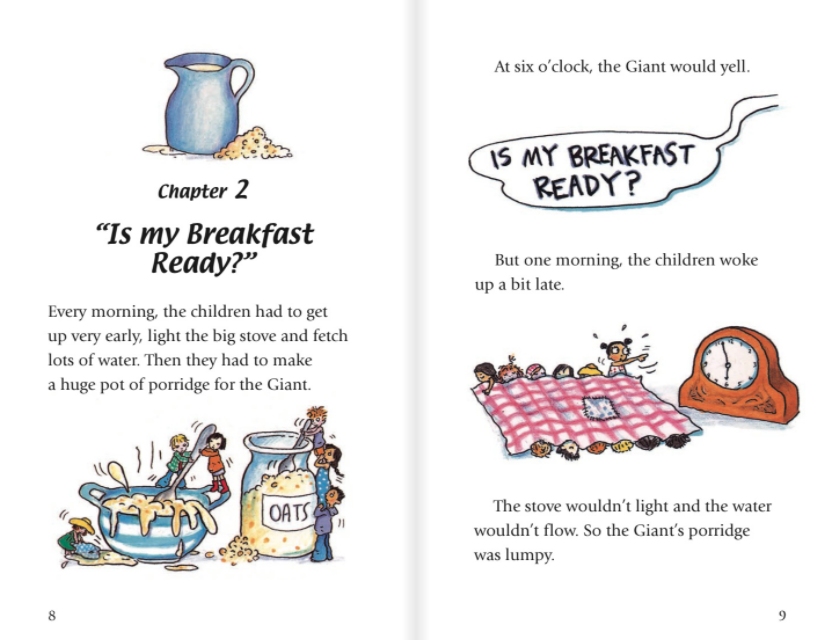 Chapter 2
“Is my Breakfast
Ready?”
Every morning, the children had to get
up very early, light the big stove and fetch
lots of water. Then they had to make
a huge pot of porridge for the Giant.
OATS
8
At six o’clock, the Giant would yell.
IS MY BREAKFAST
READY?
But one morning, the children woke
up a bit late.
The stove wouldn’t light and the water
wouldn’t flow. So the Giant’s porridge
was lumpy.
9